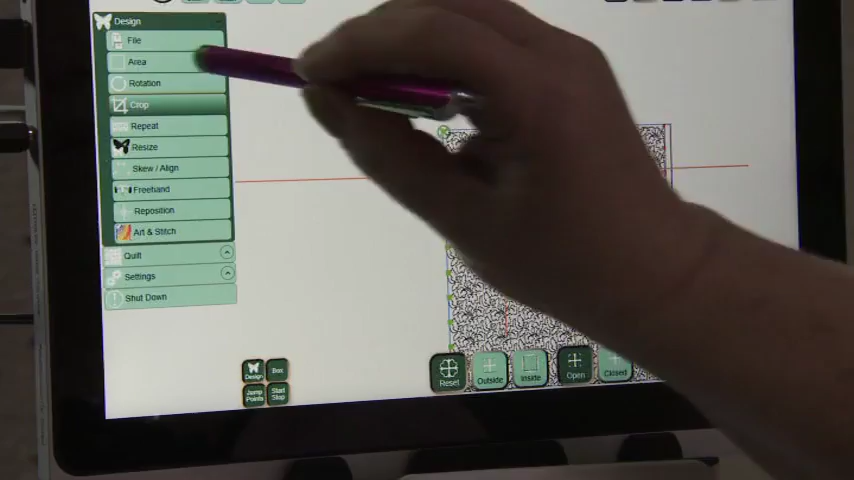 Design
File
Area
Rotation
Crop
Repeat
Resize
Skew / Align
Freehand
Reposition
Art & Stitch
Quilt
Settings
Shut Down
Design
Box
Jump
Points
Start
Stop
Reset
Outside
Inside
Open
Closed